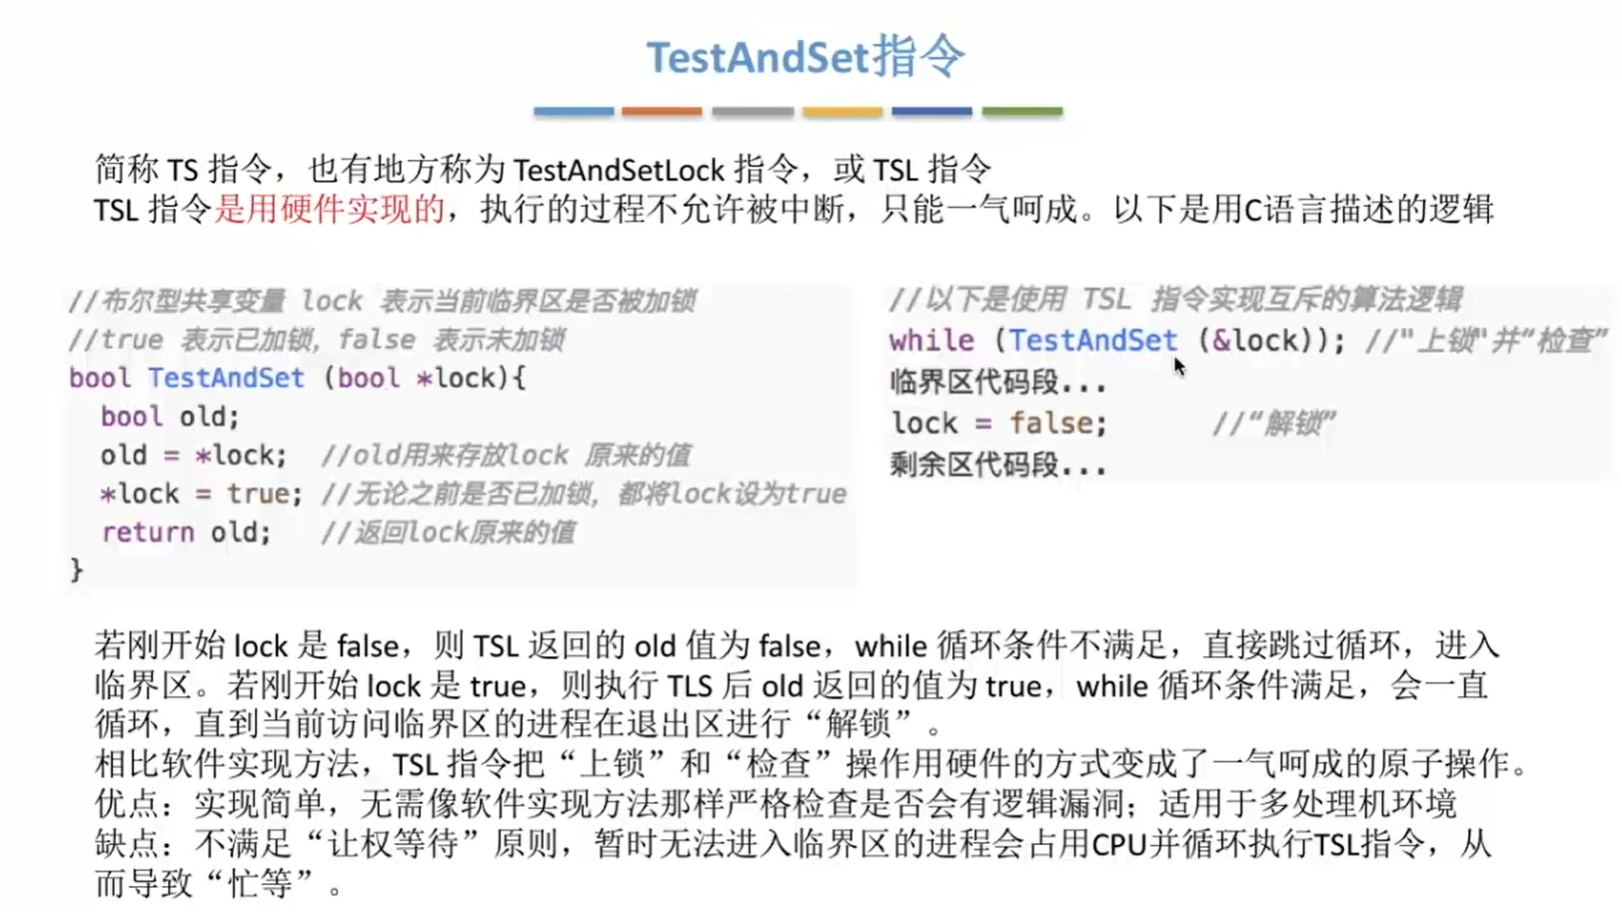 TestAndSet指令
简称 TS 指令，也有地方称为 TestAndSetLock 指令，或 TSL 指令
TSL 指令是用硬件实现的，执行的过程不允许被中断，只能一气呵成。以下是用C语言描述的逻辑
//布尔型共享变量 lock 表示当前临界区是否被加锁
//true 表示已加锁，false 表示未加锁
bool TestAndSet (bool *lock){
bool old;
old = *lock; //old用来存放lock 原来的值
*lock = true; //无论之前是否已加锁，都将lock设为true
return old; //返回lock原来的值
}
//以下是使用 TSL 指令实现互斥的算法逻辑
while (TestAndSet (&lock)); //"上锁"并“检查”
临界区代码段...
lock = false; //“解锁”
剩余区代码段...
若刚开始 lock 是 false，则 TSL 返回的 old 值为 false，while 循环条件不满足，直接跳过循环，进入
临界区。若刚开始 lock 是 true，则执行 TLS 后 old 返回的值为 true，while 循环条件满足，会一直
循环，直到当前访问临界区的进程在退出区进行“解锁”。
相比软件实现方法，TSL 指令把“上锁”和“检查”操作用硬件的方式变成了一气呵成的原子操作。
优点：实现简单，无需像软件实现方法那样严格检查是否会有逻辑漏洞；适用于多处理机环境
缺点：不满足“让权等待”原则，暂时无法进入临界区的进程会占用CPU并循环执行TSL指令，从
而导致“忙等”。